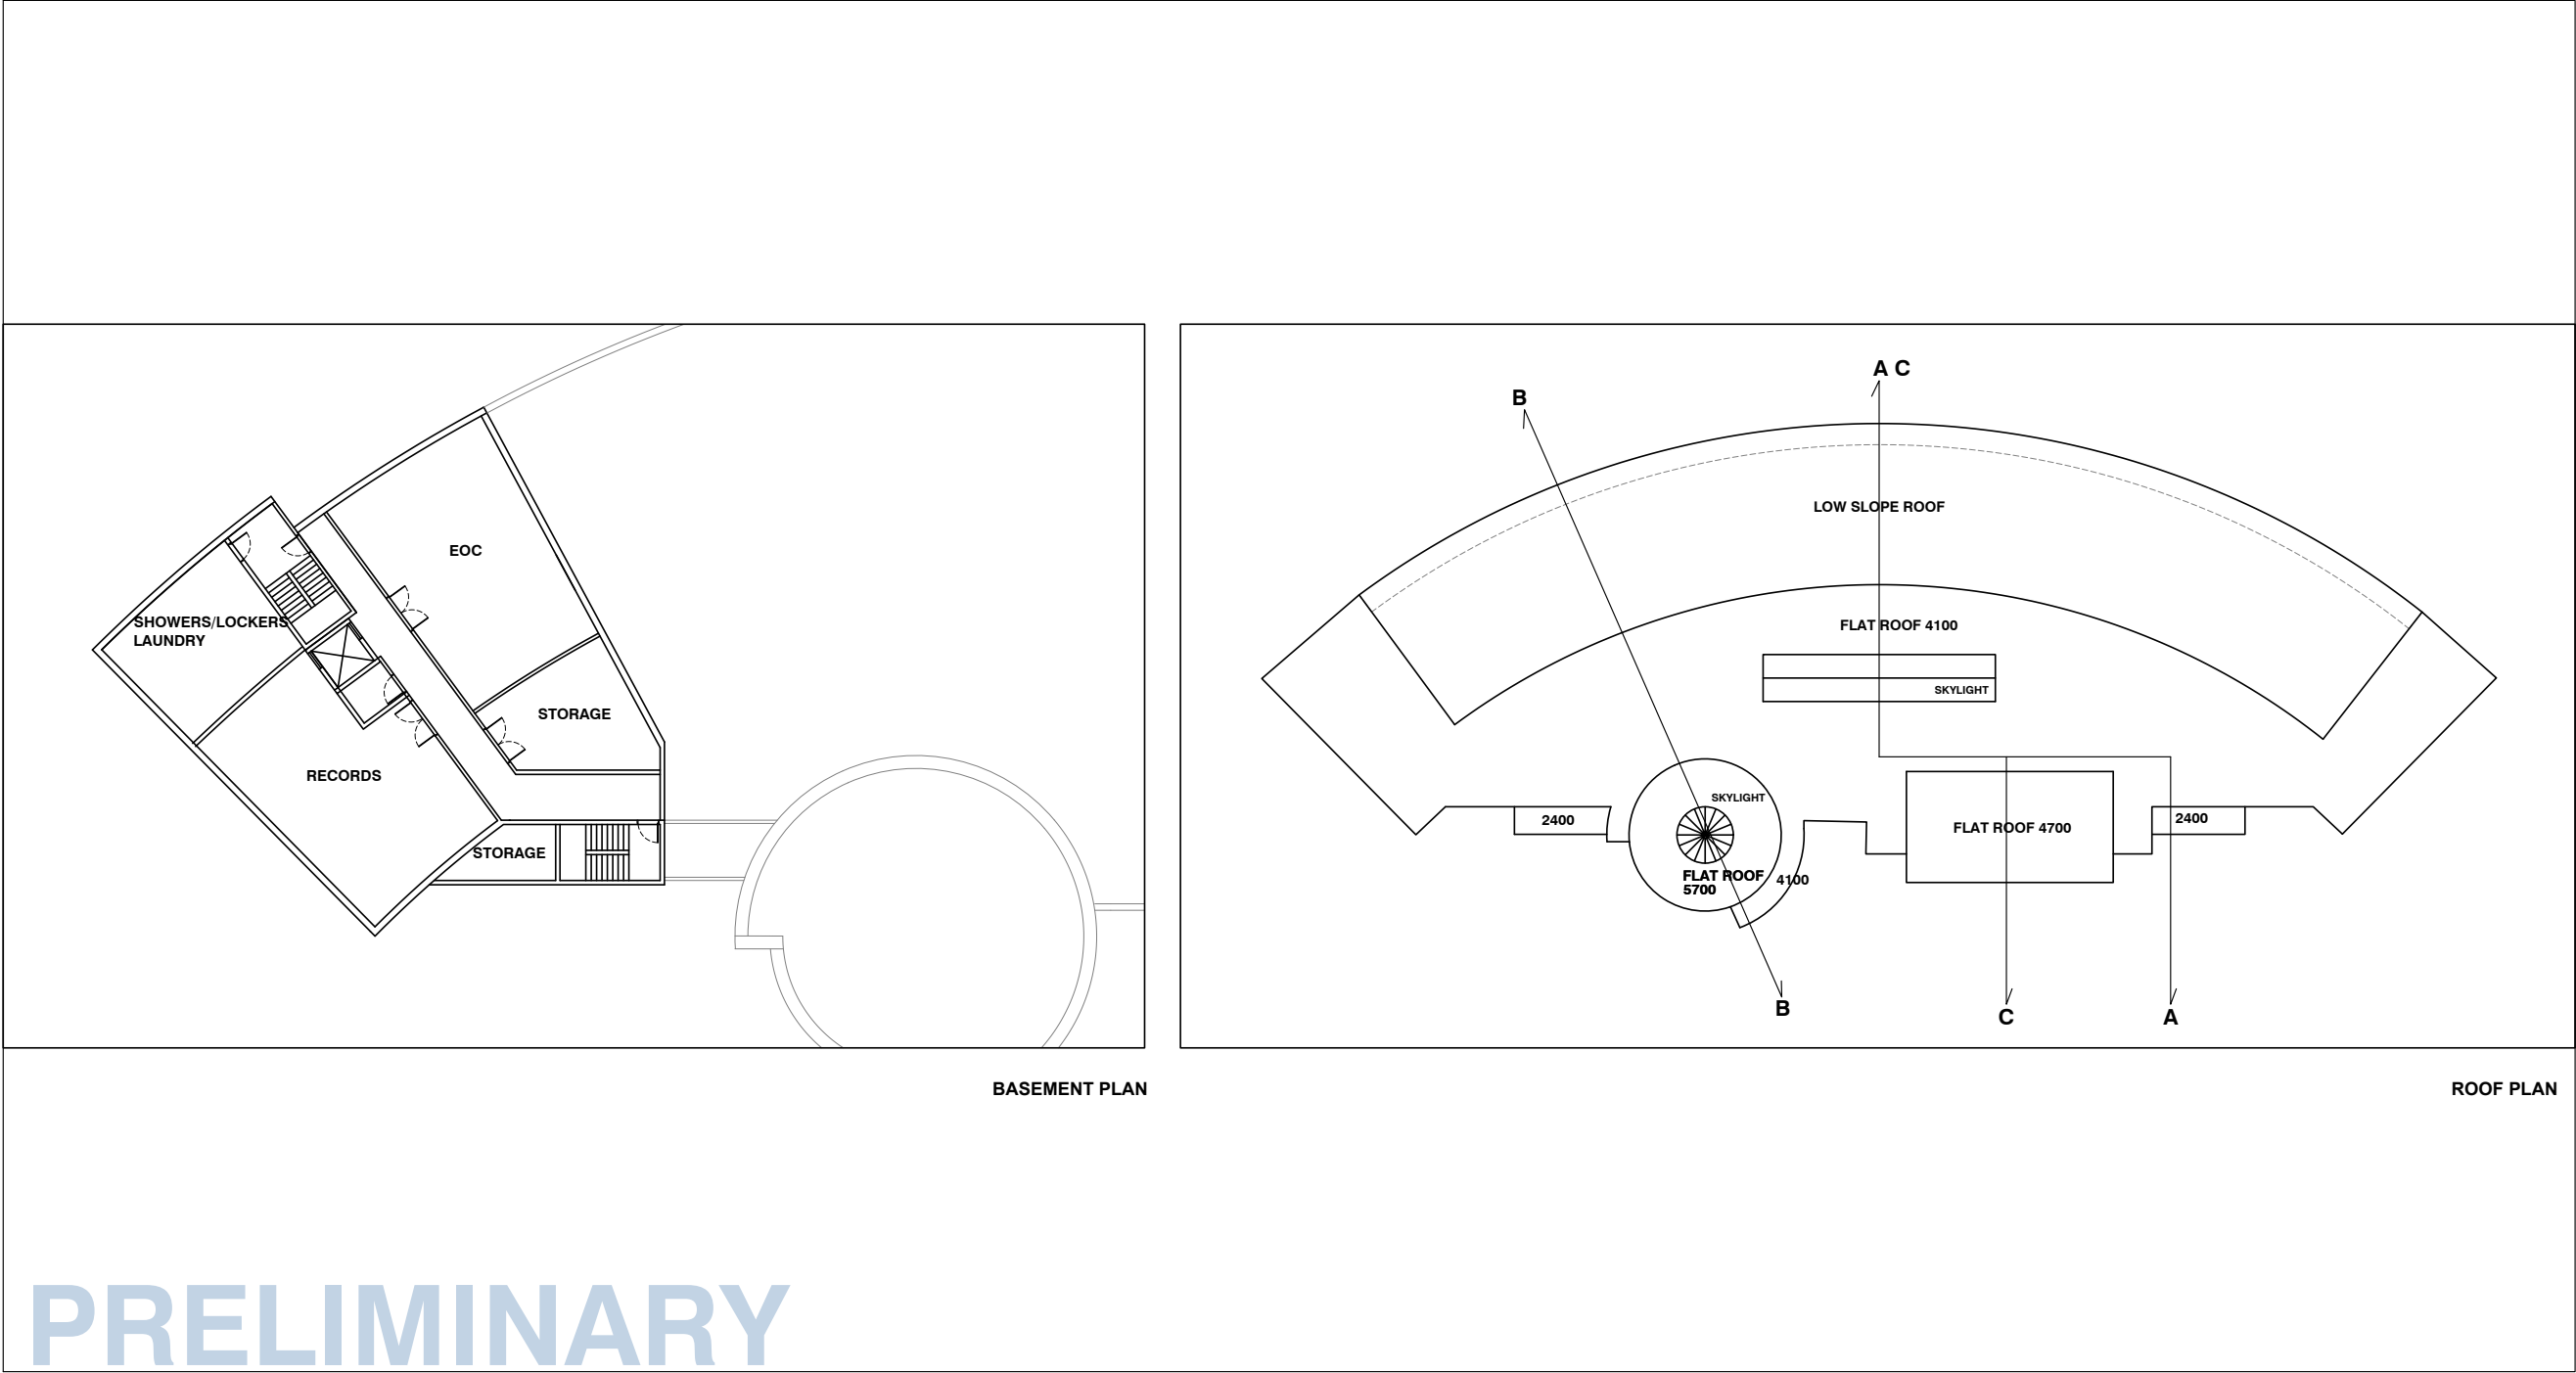 EOC
SHOWERS/LOCKERS
LAUNDRY
STORAGE
RECORDS
STORAGE
BASEMENT PLAN
A C
B
LOW SLOPE ROOF
FLAT ROOF 4100
SKYLIGHT
SKYLIGHT
2400
FLAT ROOF 4700
2400
FLAT ROOF
5700
4100
B
C
A
ROOF PLAN
PRELIMINARY